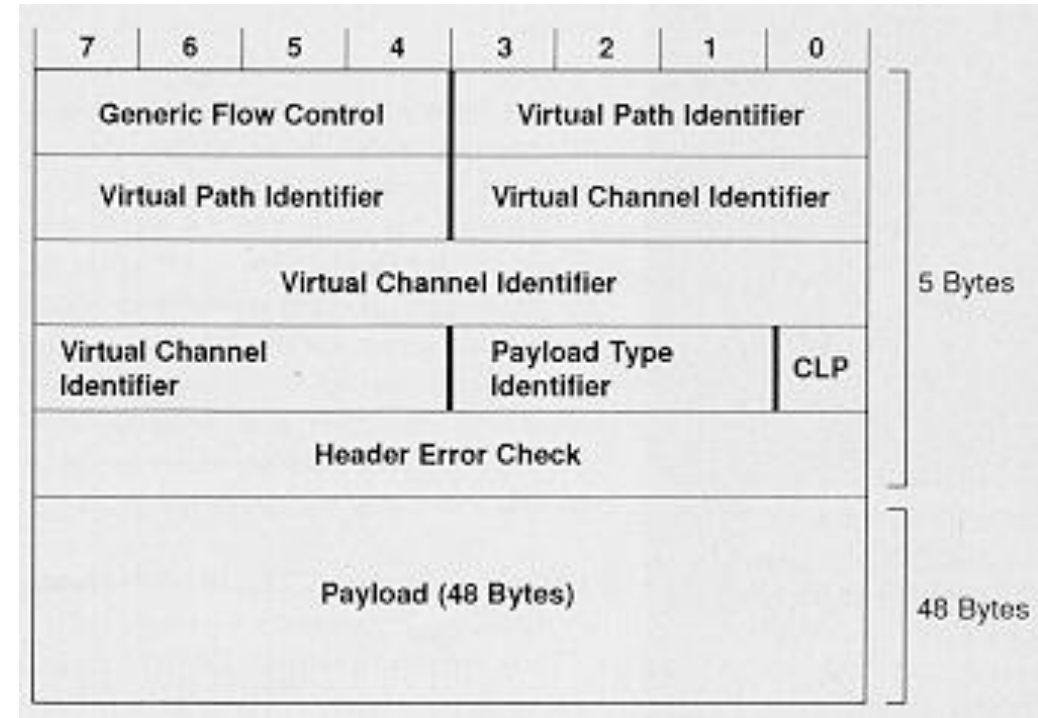 7 6 5 4 3 2 1 0
Generic Flow Control Virtual Path Identifier
Virtual Path Identifier Virtual Channel Identifier
Virtual Channel Identifier
5 Bytes
Virtual Channel
Identifier
Payload Type
Identifier
CLP
Header Error Check
Payload (48 Bytes)
48 Bytes